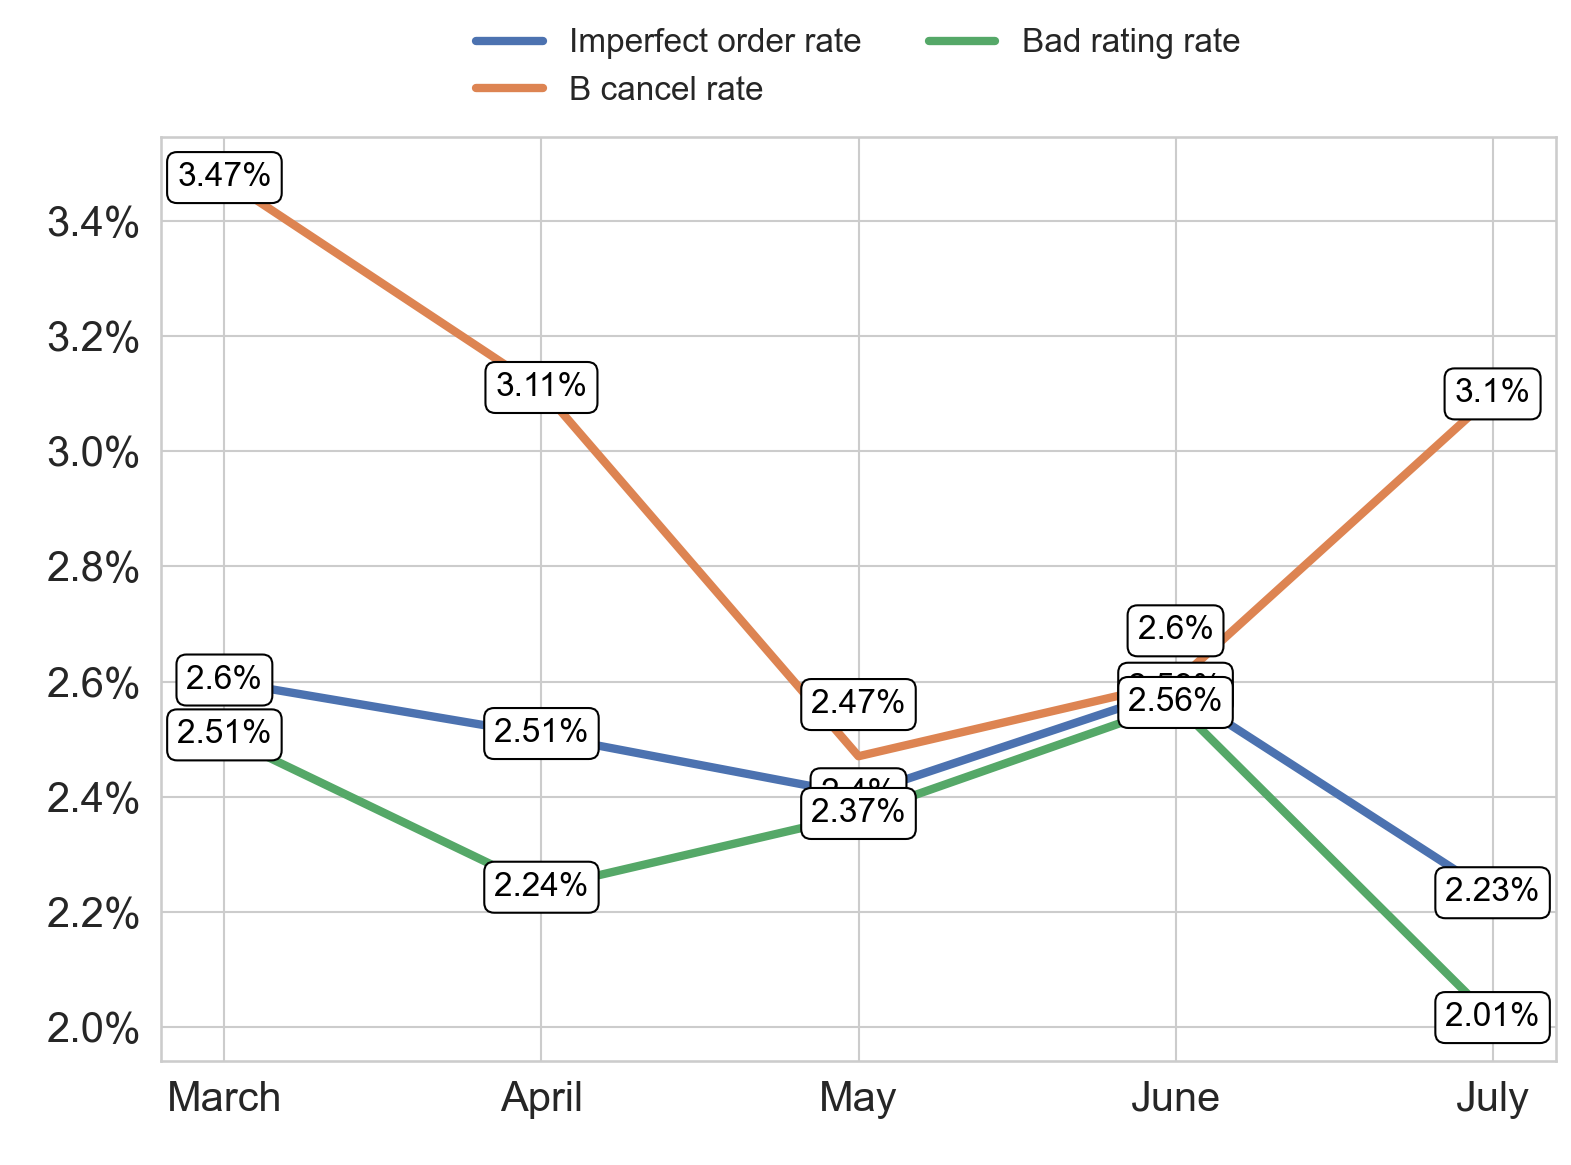 Imperfect order rate
Bad rating rate
B cancel rate
3.47%
3.4%
3.2%
3.11%
3.1%
3.0%
2.8%
2.6%
2.6%
2.6%
2.51%
2.51%
2.47%
2.56%
2.4%
2.37%
2.24%
2.23%
2.2%
2.01%
2.0%
March
April
May
June
July